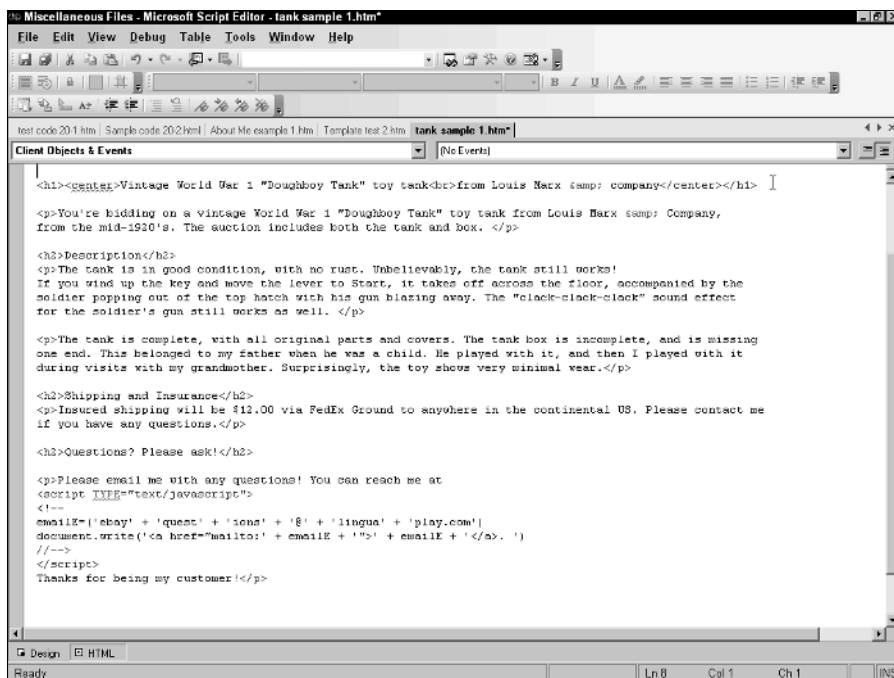 Miscellaneous Files - Microsoft Script Editor - tank sample 1.htm*
File Edit View Debug Table Tools Window Help
B I U
test code 20-1.htm | Sample code 20-2.html | About Me example 1.htm | Template test 2.htm | tank sample 1.htm*
Client Objects & Events (No Events)
<h1><center>Vintage World War 1 "Doughboy Tank" toy tank<br>from Louis Marx &amp; company</center></h1>
<p>You're bidding on a vintage World War 1 "Doughboy Tank" toy tank from Louis Marx &amp; Company,
from the mid-1920's. The auction includes both the tank and box. </p>
<h2>Description</h2>
<p>The tank is in good condition, with no rust. Unbelievably, the tank still works!
If you wind up the key and move the lever to Start, it takes off across the floor, accompanied by the
soldier popping out of the top hatch with his gun blazing away. The "clack-clack-clack" sound effect
for the soldier's gun still works as well. </p>
<p>The tank is complete, with all original parts and covers. The tank box is incomplete, and is missing
one end. This belonged to my father when he was a child. He played with it, and then I played with it
during visits with my grandmother. Surprisingly, the toy shows very minimal wear.</p>
<h2>Shipping and Insurance</h2>
<p>Insured shipping will be $12.00 via FedEx Ground to anywhere in the continental US. Please contact me
if you have any questions.</p>
<h2>Questions? Please ask!</h2>
<p>Please email me with any questions! You can reach me at
<script TYPE="text/javascript">
<!--
emailE=('ebay' + 'quest' + 'ions' + '@' + 'lingua' + 'play.com')
document.write('<a href="mailto:' + emailE + '">' + emailE + '</a>. ')
//-->
</script>
Thanks for being my customer!</p>
Design HTML
Ready Ln 8 Col 1 Ch 1 INS